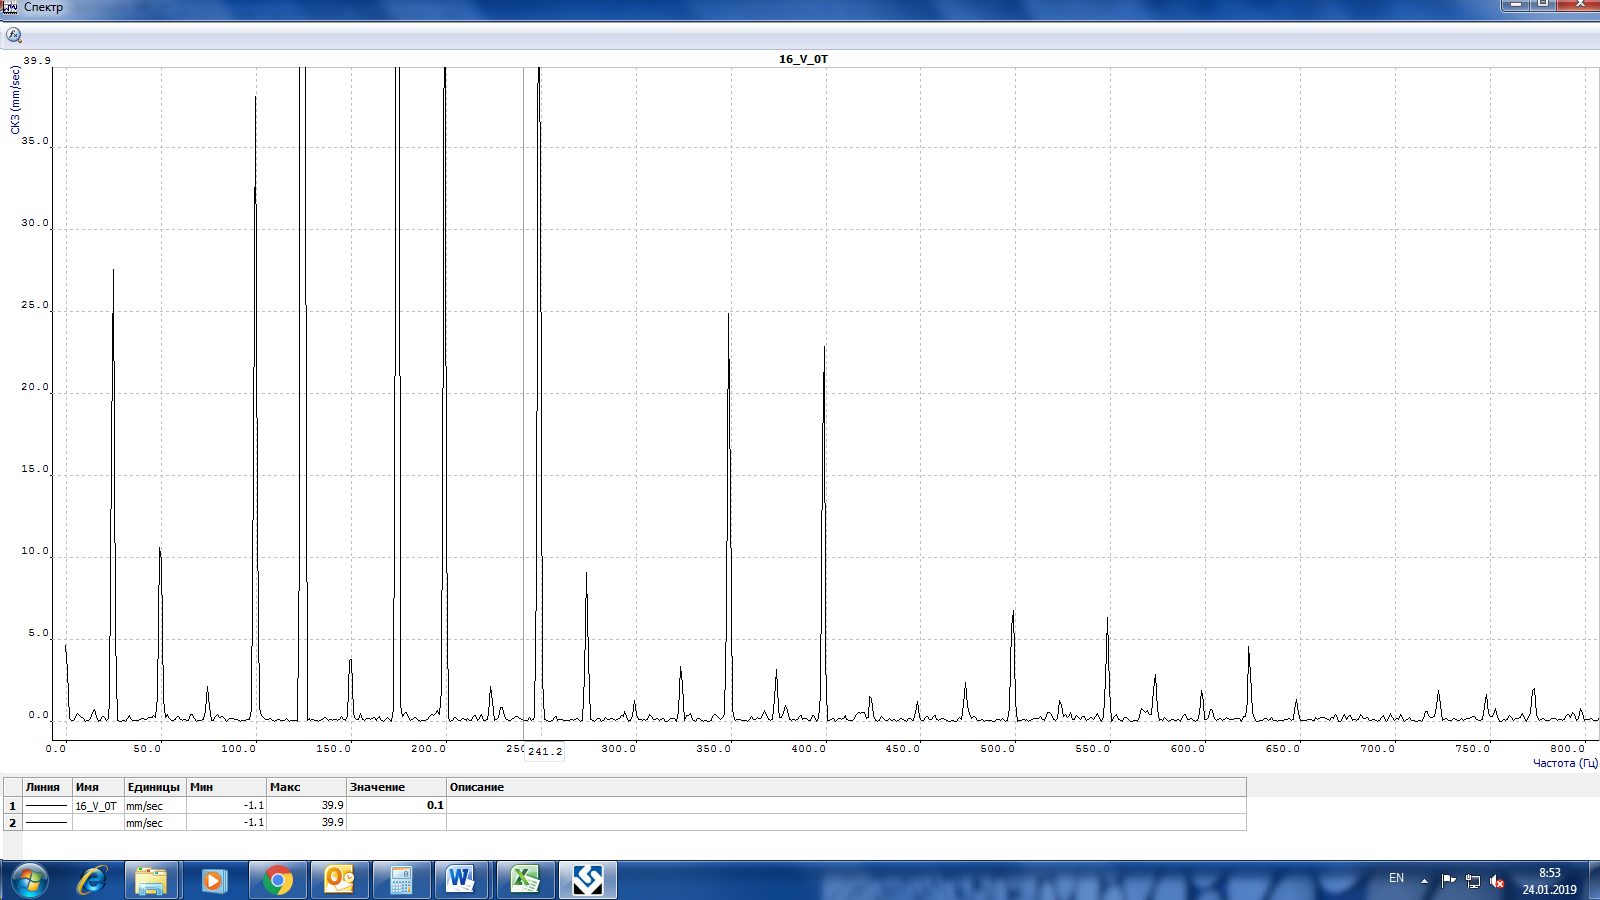 Спектр
16_V_0T
39.9
СКЗ (mm/sec)
35.0
30.0
25.0
20.0
15.0
10.0
5.0
0.0
0.0 50.0 100.0 150.0 200.0 25 241.2 300.0 350.0 400.0 450.0 500.0 550.0 600.0 650.0 700.0 750.0 800.0
Частота (Гц)
Линия Имя Единицы Мин Макс Значение Описание
1 16_V_0T mm/sec -1.1 39.9 0.1
2 mm/sec -1.1 39.9
EN 8:53
24.01.2019